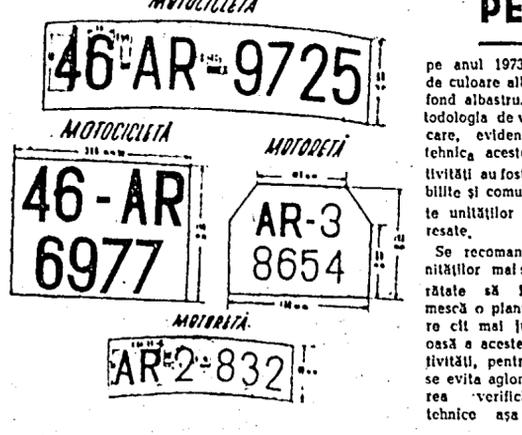 MOTOCICLETĂ
46-AR-9725
MOTOCICLETĂ
46-AR
6977
MOTORETĂ
AR-3
8654
MOTORETĂ
AR-2-832
PE
pe anul 1973
de culoare alb
fond albastru.
todologia de v
care, eviden
tehnica aceste
tivități au fost
bilite și comu
te unităților
resate.
Se recoman
nităților mai s
rătate să î
mescă o plan
re cît mai ju
oasă a aceste
tivități, pentr
se evita aglor
rea verific
tehnice așa